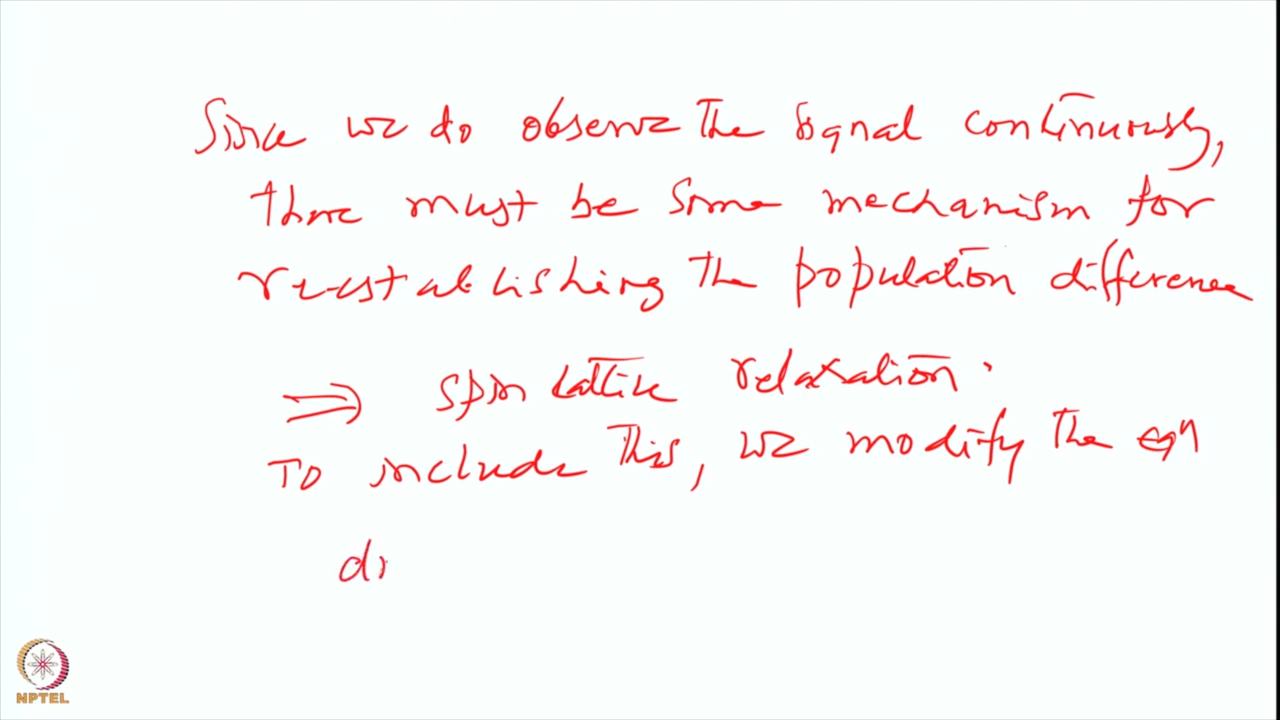 Since we do observe the signal continuously,
there must be some mechanism for
re-establishing the population difference
⇒ spin lattice relaxation.
To include this, we modify the eqn
d
NPTEL